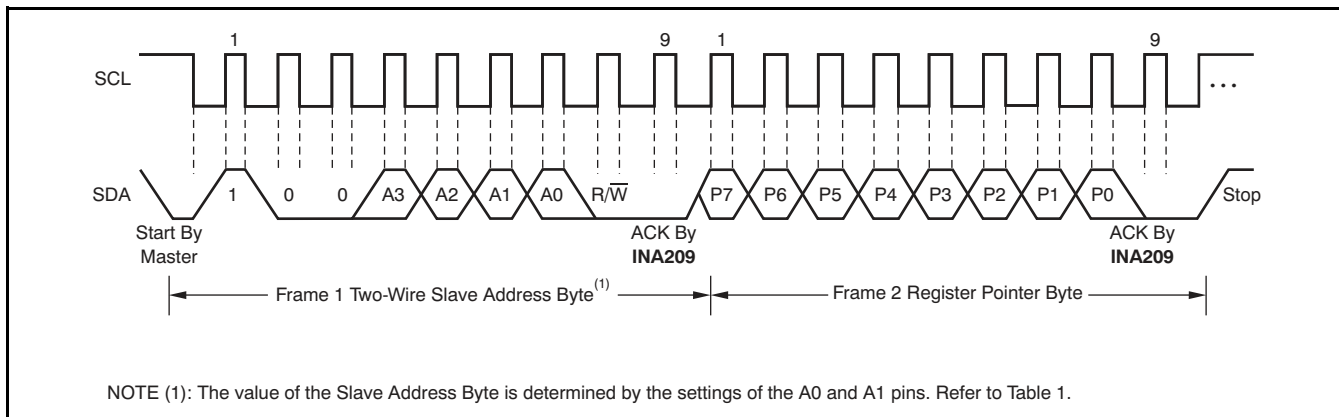 1 9 1 9
SCL ...
SDA 1 0 0 A3 A2 A1 A0 R/W̅ P7 P6 P5 P4 P3 P2 P1 P0 Stop
Start By
Master
ACK By
INA209
ACK By
INA209
Frame 1 Two-Wire Slave Address Byte(1)
Frame 2 Register Pointer Byte
NOTE (1): The value of the Slave Address Byte is determined by the settings of the A0 and A1 pins. Refer to Table 1.